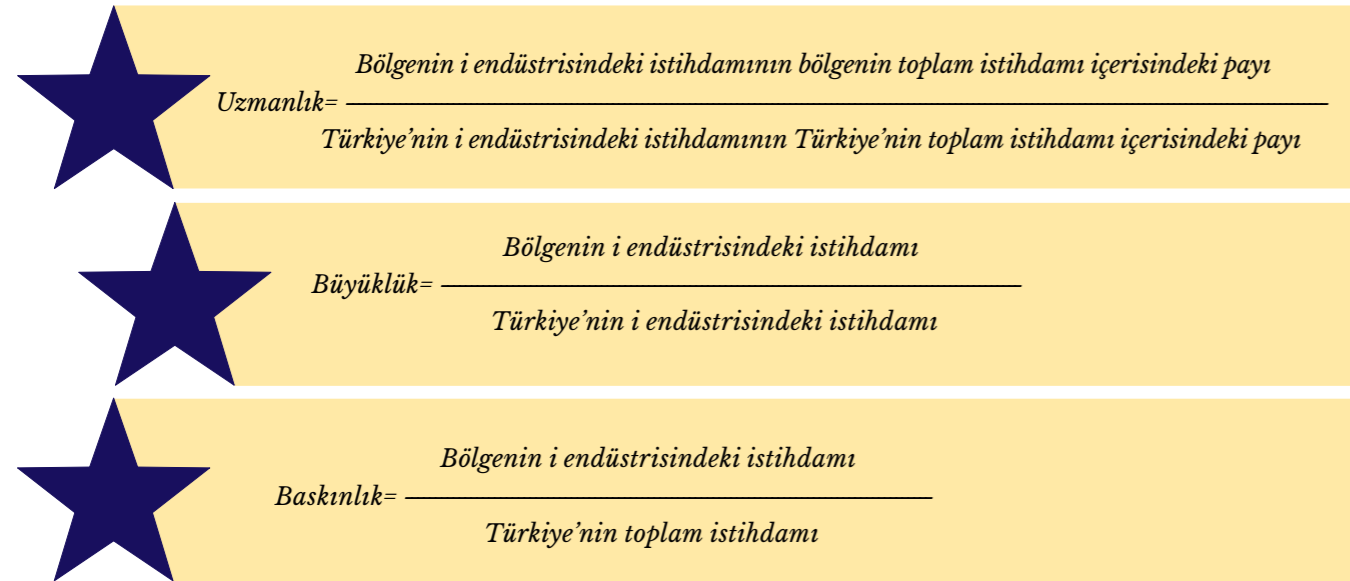 Bölgenin i endüstrisindeki istihdamının bölgenin toplam istihdamı içerisindeki payı
Uzmanlık=
Türkiye’nin i endüstrisindeki istihdamının Türkiye’nin toplam istihdamı içerisindeki payı
Bölgenin i endüstrisindeki istihdamı
Büyüklük=
Türkiye’nin i endüstrisindeki istihdamı
Bölgenin i endüstrisindeki istihdamı
Baskınlık=
Türkiye’nin toplam istihdamı